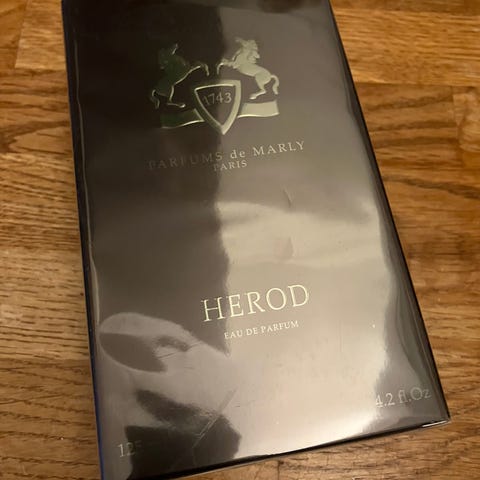 1743
PARFUMS de MARLY
PARIS
HEROD
EAU DE PARFUM
4.2 fl.Oz